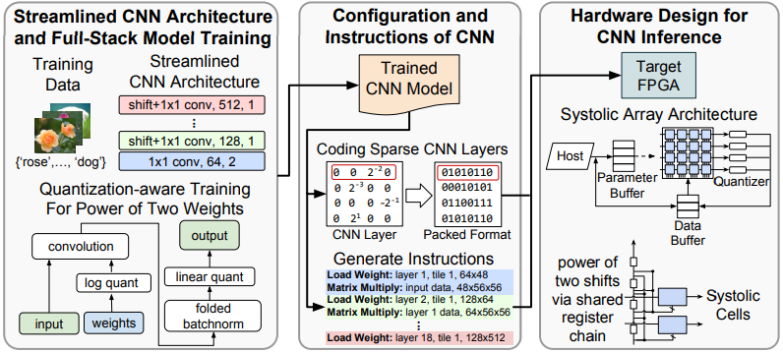 Streamlined CNN Architecture
and Full-Stack Model Training
Training
Data
{'rose',..., 'dog'}
Streamlined
CNN Architecture
shift+1x1 conv, 512, 1
⋮
shift+1x1 conv, 128, 1
1x1 conv, 64, 2
Quantization-aware Training
For Power of Two Weights
convolution
log quant
input
weights
output
linear quant
folded
batchnorm
Configuration and
Instructions of CNN
Trained
CNN Model
Coding Sparse CNN Layers
0 0 2⁻² 0
0 2⁻³ 0 0
0 0 0 -2⁻¹
0 2¹ 0 0
CNN Layer
01010110
00010101
01100111
01010110
Packed Format
Generate Instructions
Load Weight: layer 1, tile 1, 64x48
Matrix Multiply: input data, 48x56x56
Load Weight: layer 2, tile 1, 128x64
Matrix Multiply: layer 1 data, 64x56x56
⋮
Load Weight: layer 18, tile 1, 128x512
Hardware Design for
CNN Inference
Target
FPGA
Systolic Array Architecture
Host
Parameter
Buffer
Quantizer
Data
Buffer
power of
two shifts
via shared
register
chain
Systolic
Cells